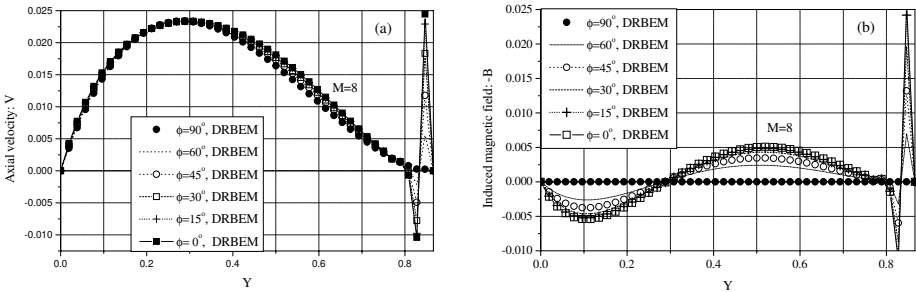 (a)
0.025
0.020
0.015
0.010
0.005
0.000
-0.005
-0.010
Axial velocity: V
M=8
ϕ=90°, DRBEM
ϕ=60°, DRBEM
ϕ=45°, DRBEM
ϕ=30°, DRBEM
ϕ=15°, DRBEM
ϕ= 0°, DRBEM
0.0 0.2 0.4 0.6 0.8
Y
(b)
0.025
0.020
0.015
0.010
0.005
0.000
-0.005
-0.010
Induced magnetic field: -B
ϕ=90°, DRBEM
ϕ=60°, DRBEM
ϕ=45°, DRBEM
ϕ=30°, DRBEM
ϕ=15°, DRBEM
ϕ= 0°, DRBEM
M=8
0.0 0.2 0.4 0.6 0.8
Y